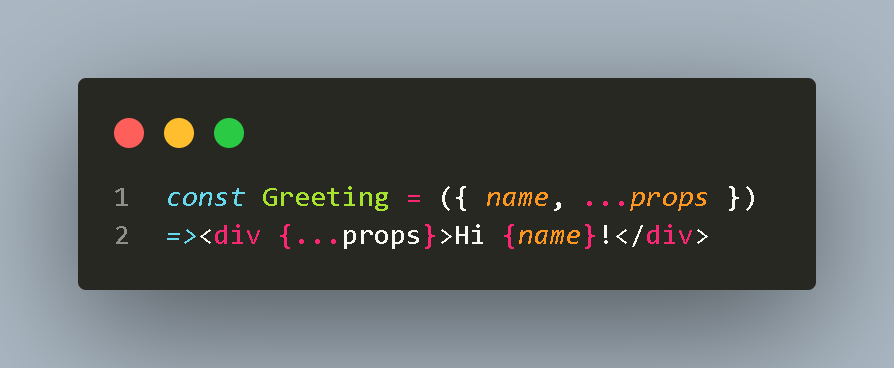 1 const Greeting = ({ name, ...props })
2 =><div {...props}>Hi {name}!</div>